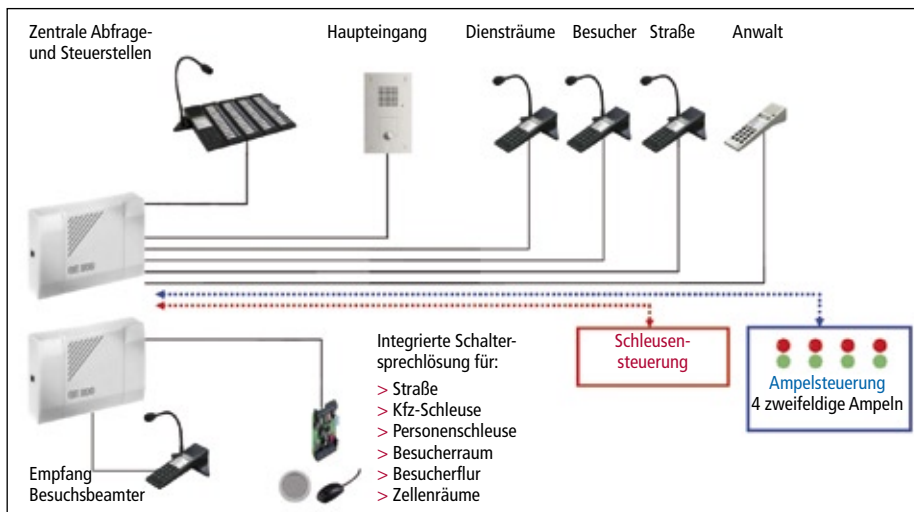 Zentrale Abfrage-
und Steuerstellen
Haupteingang
Diensträume
Besucher
Straße
Anwalt
Integrierte Schalter-
sprechlösung für:
> Straße
> Kfz-Schleuse
> Personenschleuse
> Besucherraum
> Besucherflur
> Zellenräume
Schleusen-
steuerung
Ampelsteuerung
4 zweifeldige Ampeln
Empfang
Besuchsbeamter